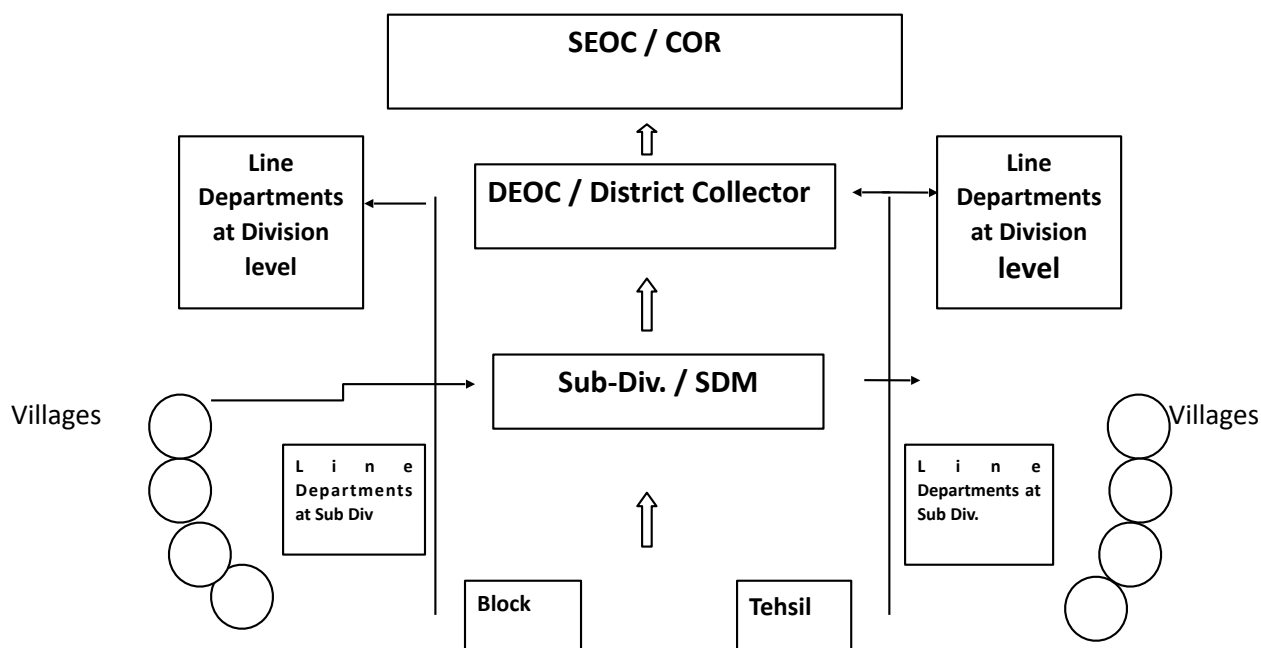 SEOC / COR
Line
Departments
at Division
level
DEOC / District Collector
Line
Departments
at Division
level
Sub-Div. / SDM
Villages
Villages
L i n e
Departments
at Sub Div
L i n e
Departments at
Sub Div.
Block
Tehsil